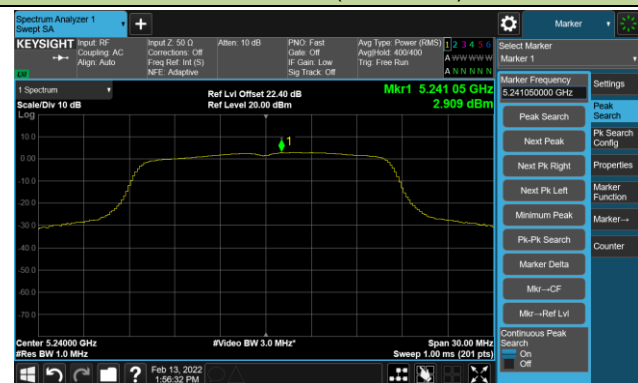 Spectrum Analyzer 1
Swept SA
Marker
KEYSIGHT
Input: RF
Coupling: AC
Align: Auto
Input Z: 50 Ω
Corrections: Off
Freq Ref: Int (S)
NFE: Adaptive
Atten: 10 dB
PNO: Fast
Gate: Off
IF Gain: Low
Sig Track: Off
Avg Type: Power (RMS)
Avg|Hold: 400/400
Trig: Free Run
1 2 3 4 5 6
A W W W W W
A N N N N N
Select Marker
Marker 1
1 Spectrum
Scale/Div 10 dB
Log
Ref Lvl Offset 22.40 dB
Ref Level 20.00 dBm
Mkr1 5.241 05 GHz
2.909 dBm
1
10.0
0.00
-10.0
-20.0
-30.0
-40.0
-50.0
-60.0
-70.0
Center 5.24000 GHz
#Res BW 1.0 MHz
#Video BW 3.0 MHz*
Span 30.00 MHz
Sweep 1.00 ms (201 pts)
Marker Frequency
5.241050000 GHz
Peak Search
Next Peak
Next Pk Right
Next Pk Left
Minimum Peak
Pk-Pk Search
Marker Delta
Mkr→CF
Mkr→Ref Lvl
Continuous Peak
Search
On
Off
Settings
Peak
Search
Pk Search
Config
Properties
Marker
Function
Marker→
Counter
Feb 13, 2022
1:56:32 PM